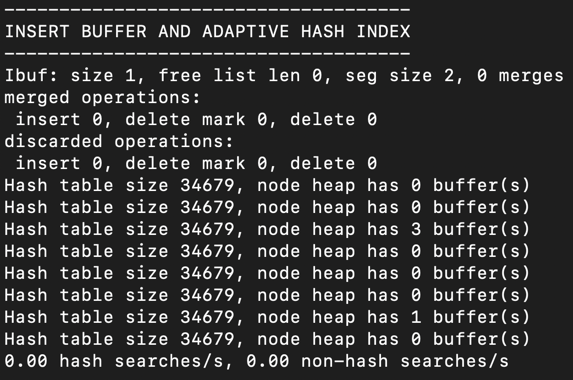 -------------------------------------
INSERT BUFFER AND ADAPTIVE HASH INDEX
-------------------------------------
Ibuf: size 1, free list len 0, seg size 2, 0 merges
merged operations:
 insert 0, delete mark 0, delete 0
discarded operations:
 insert 0, delete mark 0, delete 0
Hash table size 34679, node heap has 0 buffer(s)
Hash table size 34679, node heap has 0 buffer(s)
Hash table size 34679, node heap has 3 buffer(s)
Hash table size 34679, node heap has 0 buffer(s)
Hash table size 34679, node heap has 0 buffer(s)
Hash table size 34679, node heap has 0 buffer(s)
Hash table size 34679, node heap has 1 buffer(s)
Hash table size 34679, node heap has 0 buffer(s)
0.00 hash searches/s, 0.00 non-hash searches/s